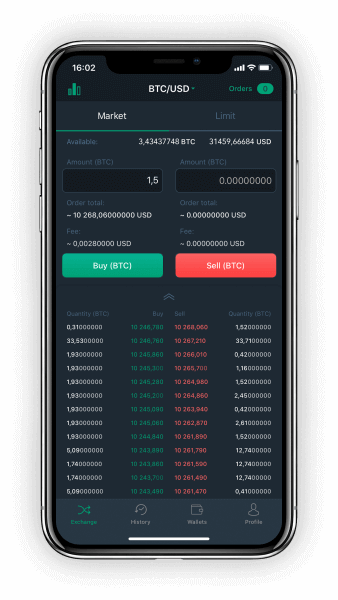 16:02
BTC/USD
Orders 0
Market Limit
Available: 3,43437748 BTC 31459,66684 USD
Amount (BTC) Amount (BTC)
1,5 0.00000000
Order total: Order total:
~ 10 268,06000000 USD ~ 0.00000000 USD
Fee: Fee:
~ 0,00280000 USD ~ 0.00000000 USD
Buy (BTC) Sell (BTC)
Quantity (BTC) Buy Sell Quantity (BTC)
0,31000000 10 246,780 10 268,060 1,52000000
33,53000000 10 246,760 10 267,210 33,71000000
1,93000000 10 245,860 10 266,010 0,42000000
1,93000000 10 245,300 10 265,700 1,16000000
1,93000000 10 245,280 10 264,980 1,52000000
1,93000000 10 245,200 10 264,860 2,45000000
1,93000000 10 245,090 10 263,940 0,42000000
1,93000000 10 245,060 10 262,870 2,61000000
1,93000000 10 244,840 10 261,890 1,52000000
5,09000000 10 243,880 10 261,790 12,74000000
1,74000000 10 243,860 10 261,590 12,74000000
1,74000000 10 243,700 10 261,490 12,74000000
5,09000000 10 243,490 10 261,470 0,41000000
Exchange History Wallets Profile